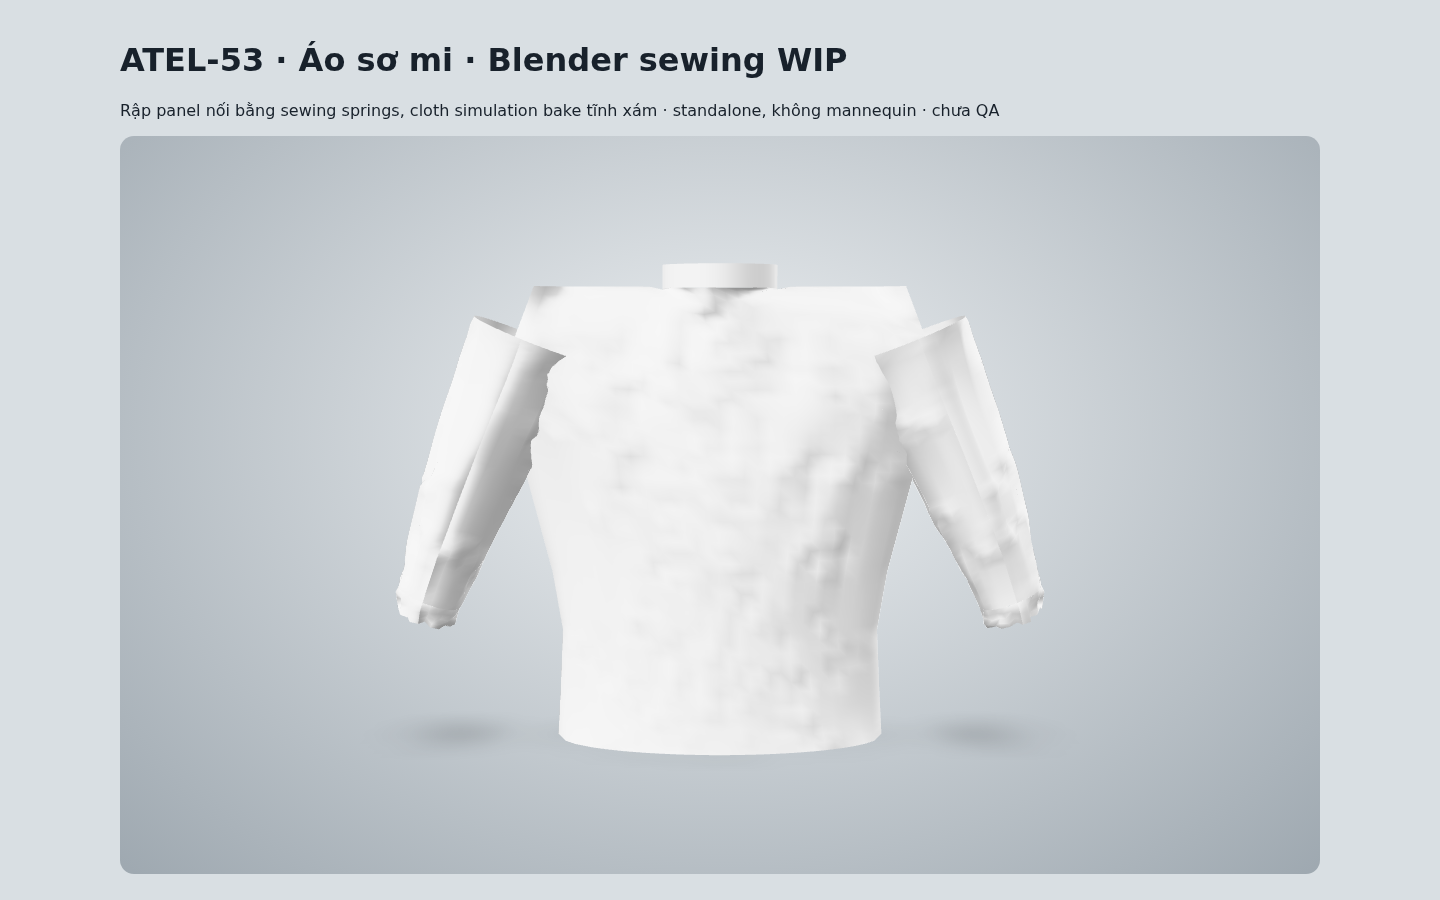 ATEL-53 · Áo sơ mi · Blender sewing WIP
Rập panel nối bằng sewing springs, cloth simulation bake tĩn xám · standalone, không mannequin · chưa QA